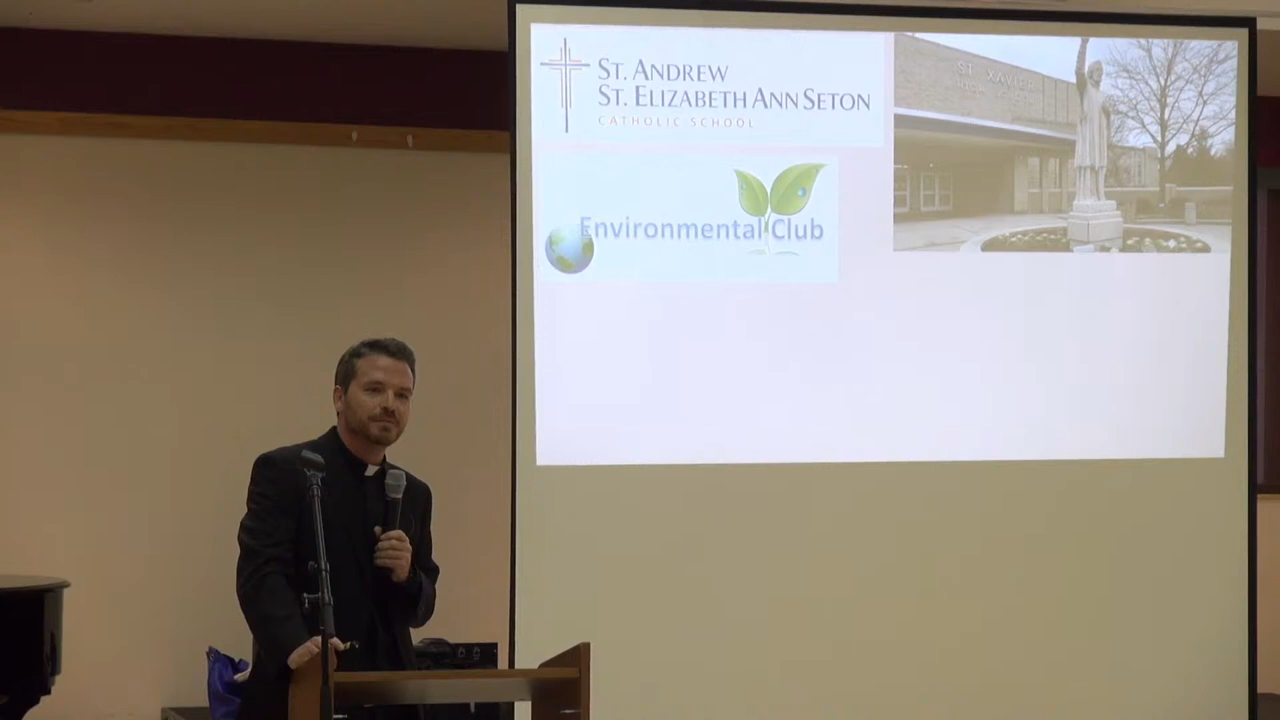 ST. ANDREW
ST. ELIZABETH ANN SETON
CATHOLIC SCHOOL
Environmental Club
ST. XAVIER
HIGH SCHOOL